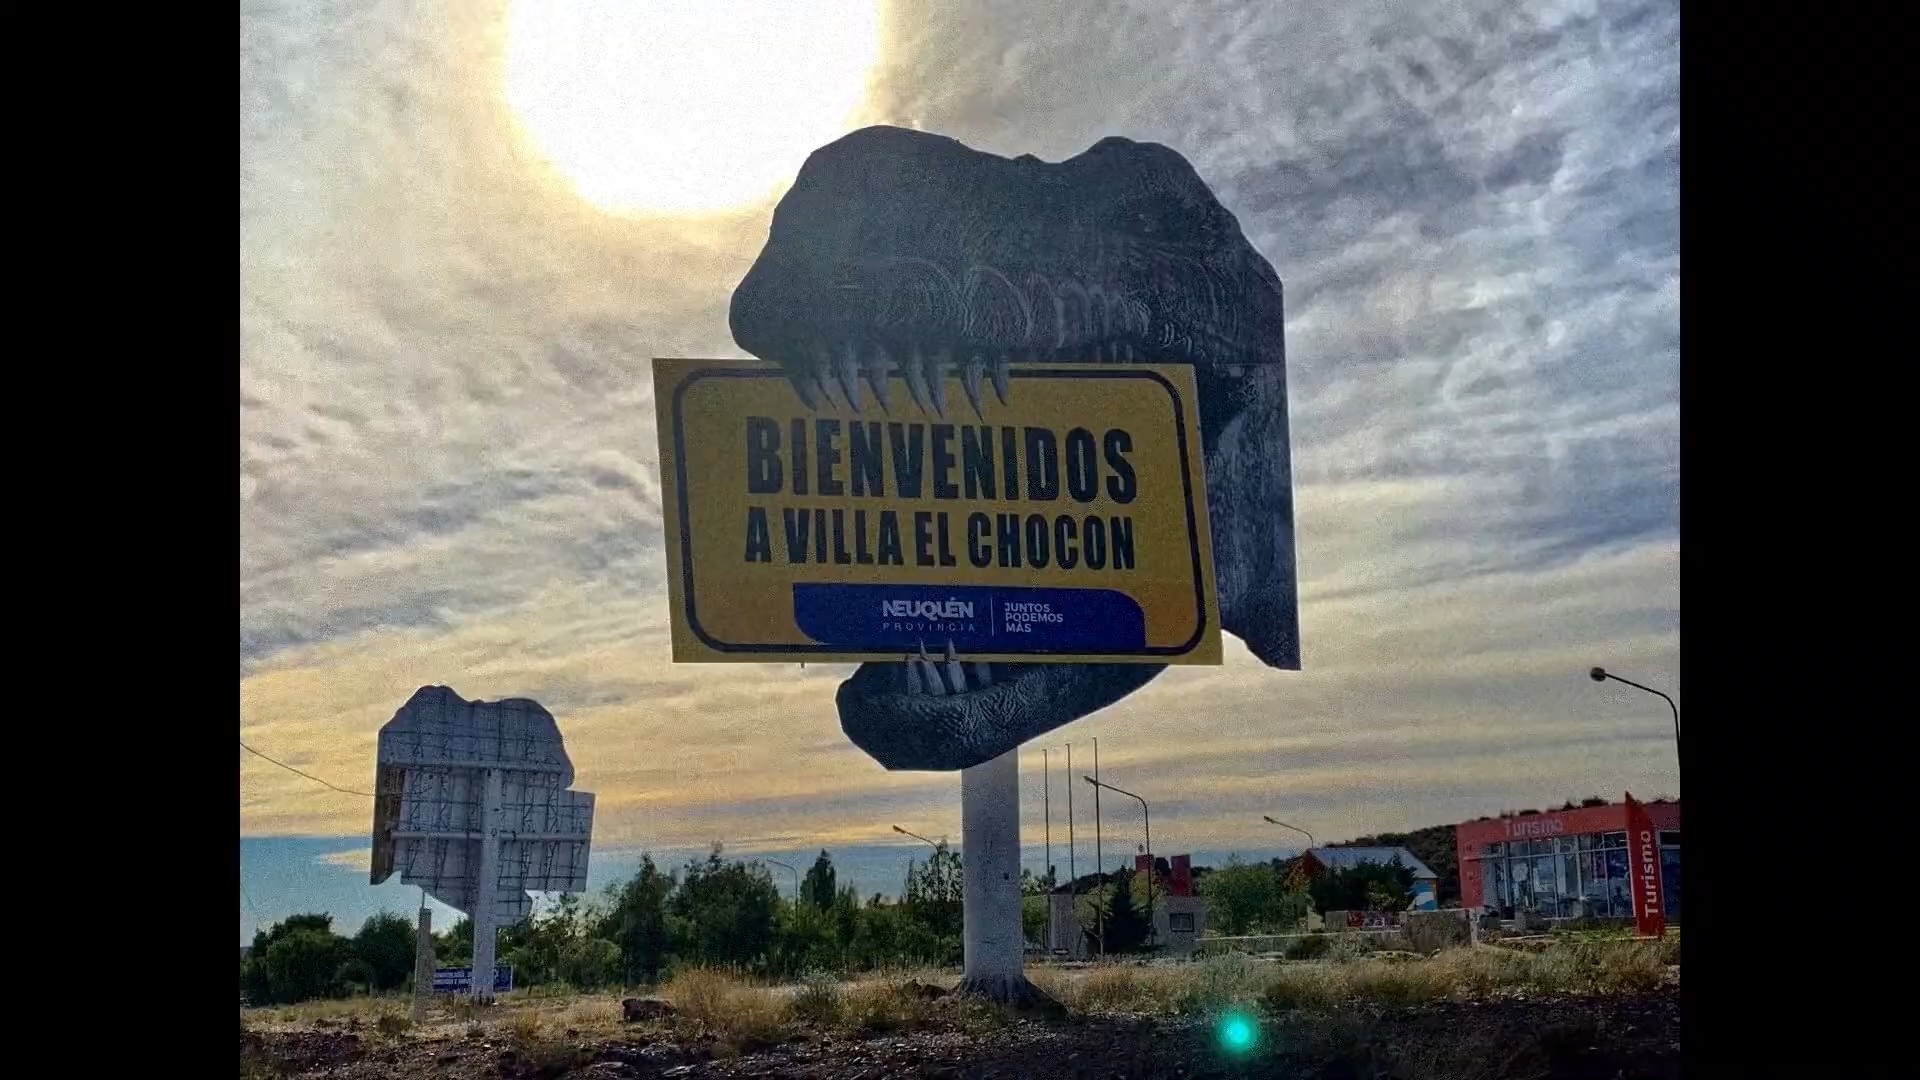 BIENVENIDOS
A VILLA EL CHOCON
NEUQUÉN
PROVINCIA
JUNTOS
PODEMOS
MÁS
Turismo
Turismo